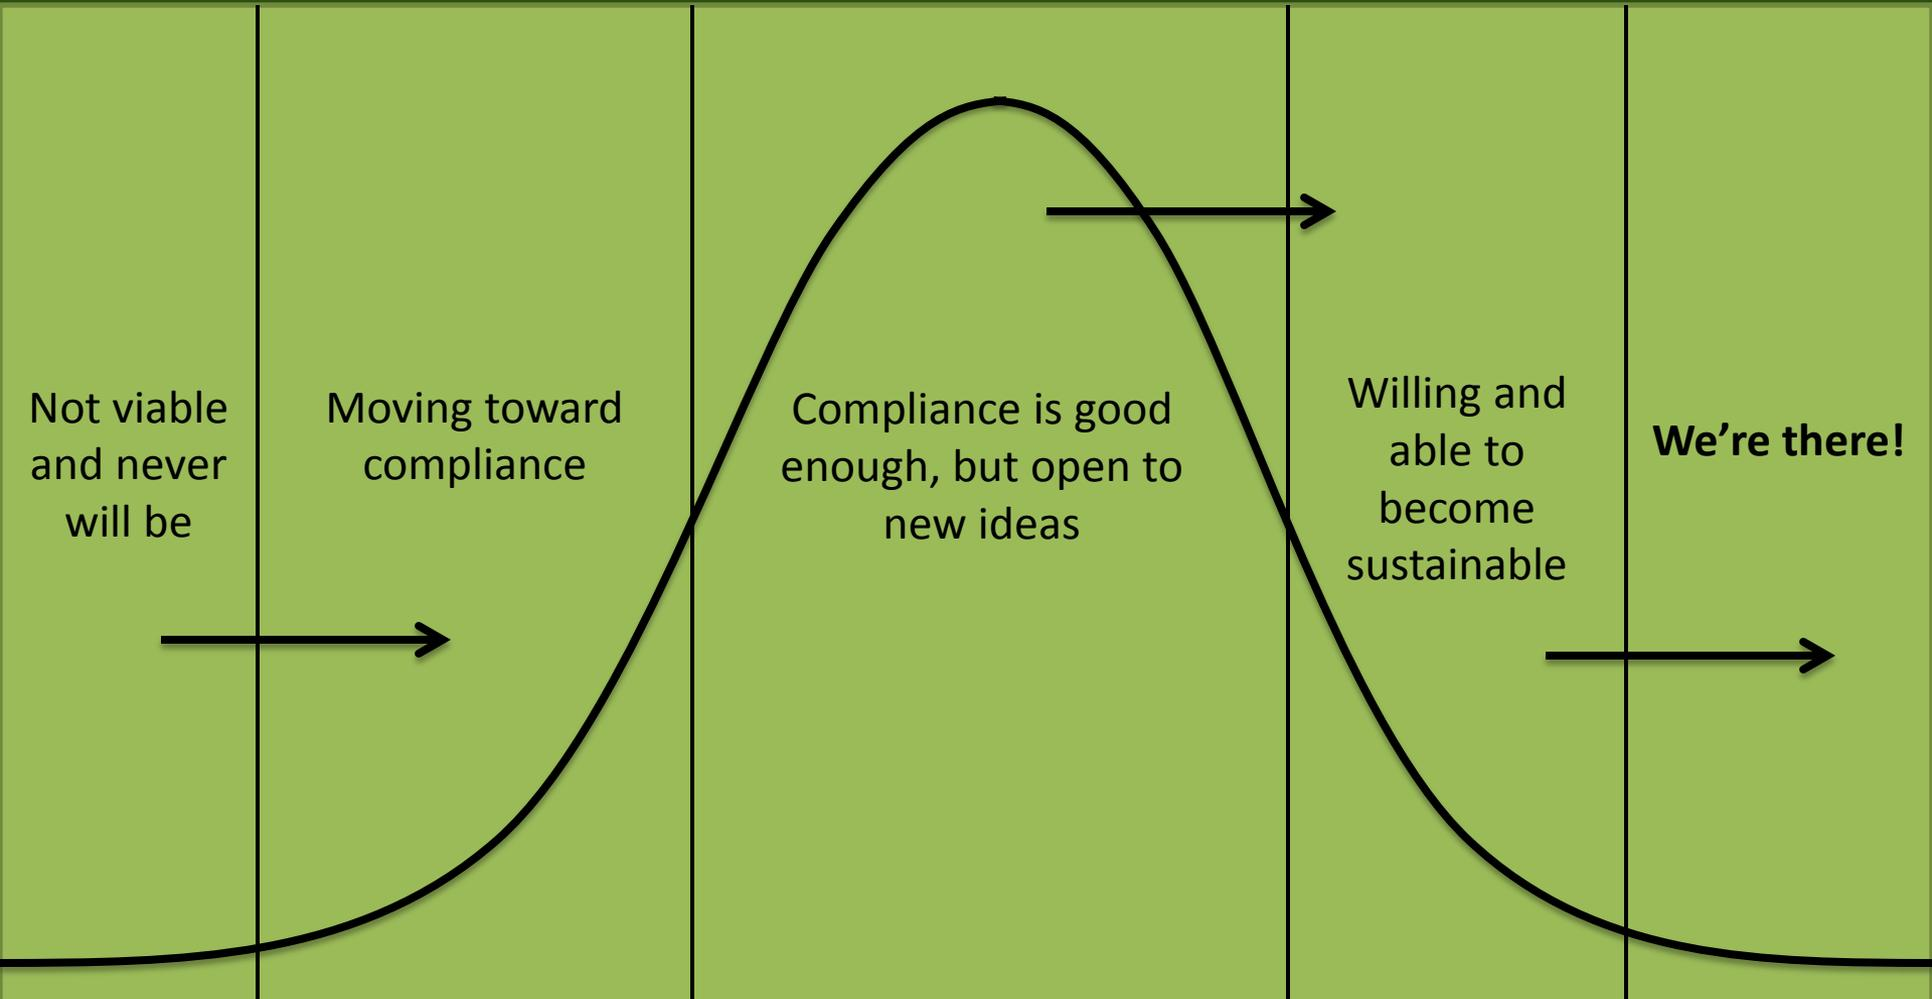 Not viable
and never
will be
Moving toward
compliance
Compliance is good
enough, but open to
new ideas
Willing and
able to
become
sustainable
We’re there!